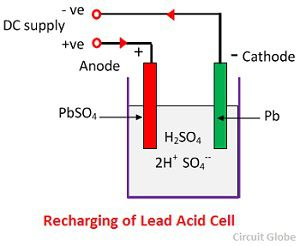 - ve
DC supply
+ve
+
Anode
- Cathode
PbSO₄
Pb
H₂SO₄
2H⁺ SO₄⁻⁻
Recharging of Lead Acid Cell
Circuit Globe